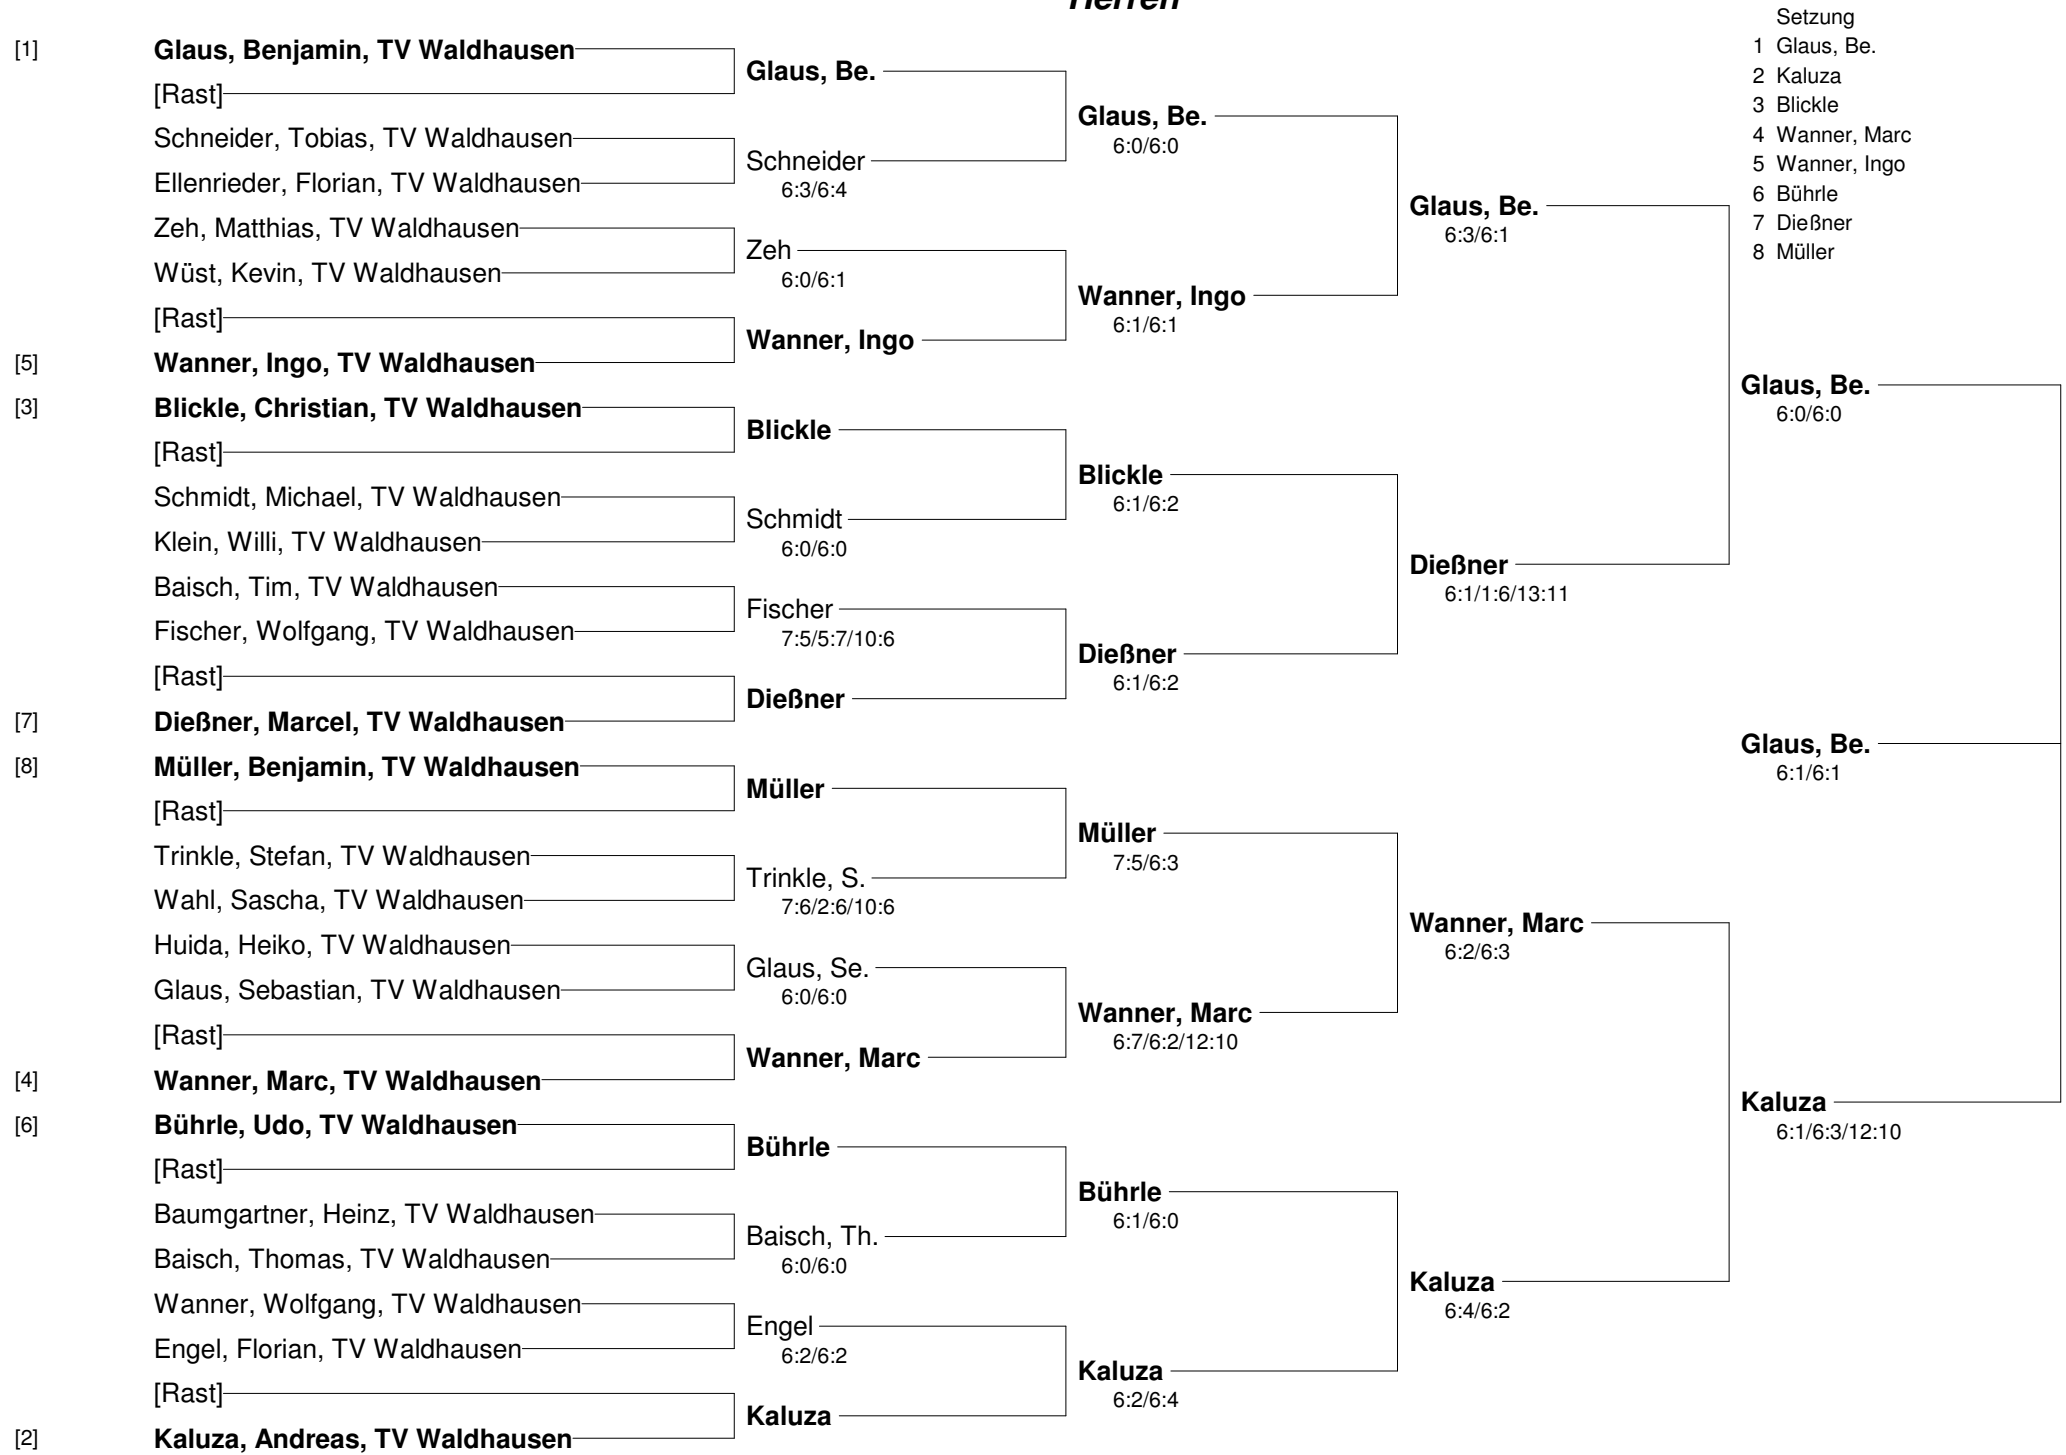 Herren
Setzung
1 Glaus, Be.
2 Kaluza
3 Blickle
4 Wanner, Marc
5 Wanner, Ingo
6 Bührle
7 Dießner
8 Müller
[1] Glaus, Benjamin, TV Waldhausen
[Rast]
Schneider, Tobias, TV Waldhausen
Ellenrieder, Florian, TV Waldhausen
Zeh, Matthias, TV Waldhausen
Wüst, Kevin, TV Waldhausen
[Rast]
[5] Wanner, Ingo, TV Waldhausen
[3] Blickle, Christian, TV Waldhausen
[Rast]
Schmidt, Michael, TV Waldhausen
Klein, Willi, TV Waldhausen
Baisch, Tim, TV Waldhausen
Fischer, Wolfgang, TV Waldhausen
[Rast]
[7] Dießner, Marcel, TV Waldhausen
[8] Müller, Benjamin, TV Waldhausen
[Rast]
Trinkle, Stefan, TV Waldhausen
Wahl, Sascha, TV Waldhausen
Huida, Heiko, TV Waldhausen
Glaus, Sebastian, TV Waldhausen
[Rast]
[4] Wanner, Marc, TV Waldhausen
[6] Bührle, Udo, TV Waldhausen
[Rast]
Baumgartner, Heinz, TV Waldhausen
Baisch, Thomas, TV Waldhausen
Wanner, Wolfgang, TV Waldhausen
Engel, Florian, TV Waldhausen
[Rast]
[2] Kaluza, Andreas, TV Waldhausen
Glaus, Be.
Schneider
6:3/6:4
Zeh
6:0/6:1
Wanner, Ingo
Blickle
Schmidt
6:0/6:0
Fischer
7:5/5:7/10:6
Dießner
Müller
Trinkle, S.
7:6/2:6/10:6
Glaus, Se.
6:0/6:0
Wanner, Marc
Bührle
Baisch, Th.
6:0/6:0
Engel
6:2/6:2
Kaluza
Glaus, Be.
6:0/6:0
Wanner, Ingo
6:1/6:1
Blickle
6:1/6:2
Dießner
6:1/6:2
Müller
7:5/6:3
Wanner, Marc
6:7/6:2/12:10
Bührle
6:1/6:0
Kaluza
6:2/6:4
Glaus, Be.
6:3/6:1
Dießner
6:1/1:6/13:11
Wanner, Marc
6:2/6:3
Kaluza
6:4/6:2
Glaus, Be.
6:0/6:0
Glaus, Be.
6:1/6:1
Kaluza
6:1/6:3/12:10